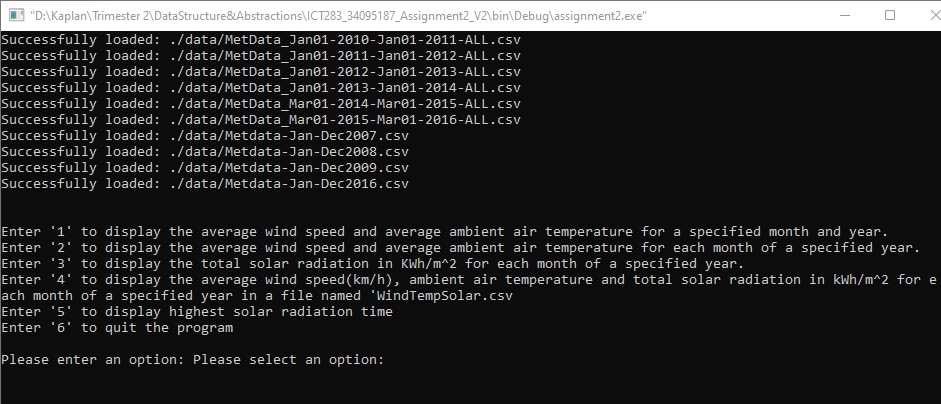 "D:\Kaplan\Trimester 2\DataStructure&Abstractions\ICT283_34095187_Assignment2_V2\bin\Debug\assignment2.exe"
Successfully loaded: ./data/MetData_Jan01-2010-Jan01-2011-ALL.csv
Successfully loaded: ./data/MetData_Jan01-2011-Jan01-2012-ALL.csv
Successfully loaded: ./data/MetData_Jan01-2012-Jan01-2013-ALL.csv
Successfully loaded: ./data/MetData_Jan01-2013-Jan01-2014-ALL.csv
Successfully loaded: ./data/MetData_Mar01-2014-Mar01-2015-ALL.csv
Successfully loaded: ./data/MetData_Mar01-2015-Mar01-2016-ALL.csv
Successfully loaded: ./data/Metdata-Jan-Dec2007.csv
Successfully loaded: ./data/Metdata-Jan-Dec2008.csv
Successfully loaded: ./data/Metdata-Jan-Dec2009.csv
Successfully loaded: ./data/Metdata-Jan-Dec2016.csv
Enter '1' to display the average wind speed and average ambient air temperature for a specified month and year.
Enter '2' to display the average wind speed and average ambient air temperature for each month of a specified year.
Enter '3' to display the total solar radiation in KWh/m^2 for each month of a specified year.
Enter '4' to display the average wind speed(km/h), ambient air temperature and total solar radiation in kWh/m^2 for e
ach month of a specified year in a file named 'WindTempSolar.csv
Enter '5' to display highest solar radiation time
Enter '6' to quit the program
Please enter an option: Please select an option: